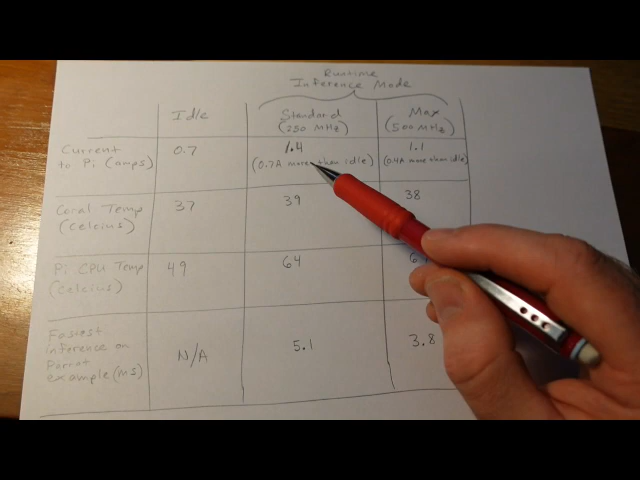 Runtime
Inference Mode
Idle
Standard
(250 MHz)
Max
(500 MHz)
Current
to Pi (amps)
0.7
1.4
(0.7A more than idle)
1.1
(0.4A more than idle)
Coral Temp
(Celcius)
37
39
38
Pi CPU Temp
(Celsius)
49
64
Fastest
inference on
Parrot
example (ms)
N/A
5.1
3.8